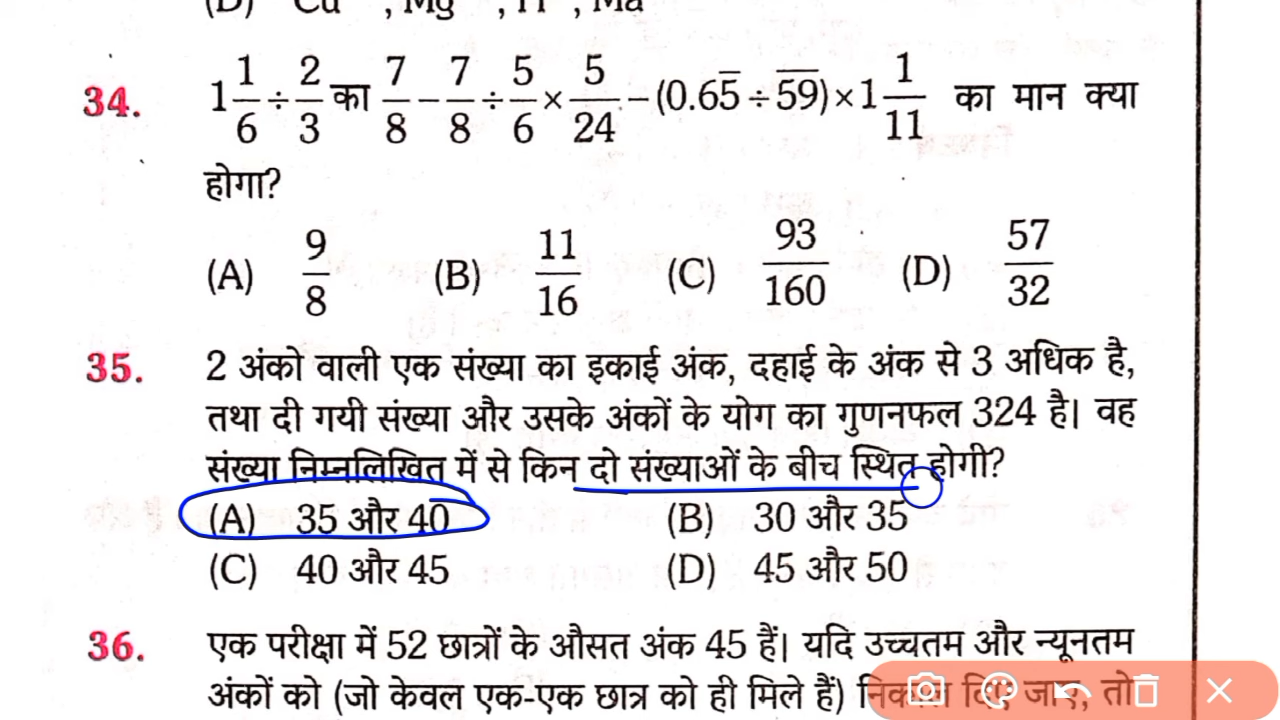 (D) Cu , Mg , H , Ma
34. 1 1/6 ÷ 2/3 का 7/8 − 7/8 ÷ 5/6 × 5/24 − (0.65̅ ÷ 5̅9̅) × 1 1/11 का मान क्या
होगा?
(A) 9/8 (B) 11/16 (C) 93/160 (D) 57/32
35. 2 अंको वाली एक संख्या का इकाई अंक, दहाई के अंक से 3 अधिक है,
तथा दी गयी संख्या और उसके अंकों के योग का गुणनफल 324 है। वह
संख्या निम्नलिखित में से किन दो संख्याओं के बीच स्थित होगी?
(A) 35 और 40 (B) 30 और 35
(C) 40 और 45 (D) 45 और 50
36. एक परीक्षा में 52 छात्रों के औसत अंक 45 हैं। यदि उच्चतम और न्यूनतम
अंकों को (जो केवल एक-एक छात्र को ही मिले हैं) निकाल दिए जाए, तो